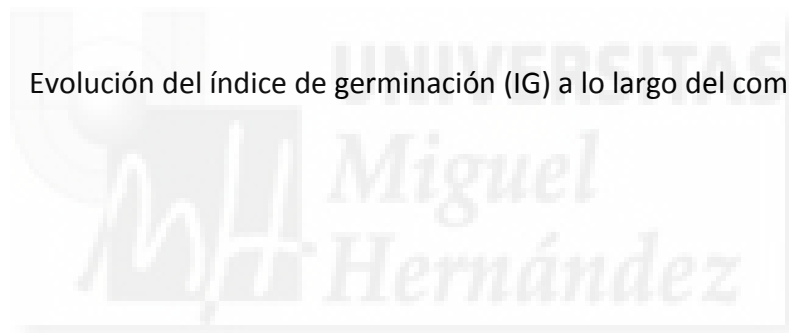 UNIVERSITAS
Evolución del índice de germinación (IG) a lo largo del com
Miguel
Hernández